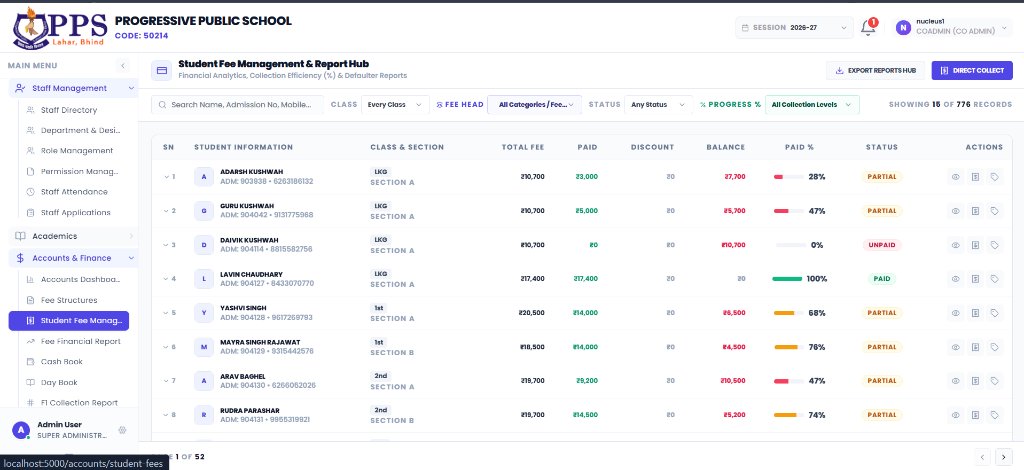 PPS
Lahar, Bhind
PROGRESSIVE PUBLIC SCHOOL
CODE: 50214
SESSION 2026-27
1
N
nucleus1
COADMIN (CO ADMIN)
MAIN MENU
Staff Management
Staff Directory
Department & Desi...
Role Management
Permission Manag...
Staff Attendance
Staff Applications
Academics
Accounts & Finance
Accounts Dashboa...
Fee Structures
Student Fee Manag...
Fee Financial Report
Cash Book
Day Book
F1 Collection Report
A
Admin User
SUPER ADMINISTR...
localhost:5000/accounts/student-fees
Student Fee Management & Report Hub
Financial Analytics, Collection Efficiency (%) & Defaulter Reports
EXPORT REPORTS HUB
DIRECT COLLECT
Search Name, Admission No, Mobile...
CLASS Every Class
FEE HEAD All Categories / Fee...
STATUS Any Status
% PROGRESS % All Collection Levels
SHOWING 15 OF 776 RECORDS
SN STUDENT INFORMATION CLASS & SECTION TOTAL FEE PAID DISCOUNT BALANCE PAID % STATUS ACTIONS
1 A ADARSH KUSHWAH LKG ₹10,700 ₹3,000 ₹0 ₹7,700 28% PARTIAL
ADM: 903938 • 6263186132 SECTION A
2 G GURU KUSHWAH LKG ₹10,700 ₹5,000 ₹0 ₹5,700 47% PARTIAL
ADM: 904042 • 9131775968 SECTION A
3 D DAIVIK KUSHWAH LKG ₹10,700 ₹0 ₹0 ₹10,700 0% UNPAID
ADM: 904114 • 8815582756 SECTION A
4 L LAVIN CHAUDHARY LKG ₹17,400 ₹17,400 ₹0 ₹0 100% PAID
ADM: 904127 • 8433070770 SECTION A
5 Y YASHVI SINGH 1st ₹20,500 ₹14,000 ₹0 ₹6,500 68% PARTIAL
ADM: 904128 • 9617269793 SECTION A
6 M MAYRA SINGH RAJAWAT 1st ₹18,500 ₹14,000 ₹0 ₹4,500 76% PARTIAL
ADM: 904129 • 9315442576 SECTION B
7 A ARAV BAGHEL 2nd ₹19,700 ₹9,200 ₹0 ₹10,500 47% PARTIAL
ADM: 904130 • 6266062026 SECTION A
8 R RUDRA PARASHAR 2nd ₹19,700 ₹14,500 ₹0 ₹5,200 74% PARTIAL
ADM: 904131 • 9955319821 SECTION B
1 OF 52